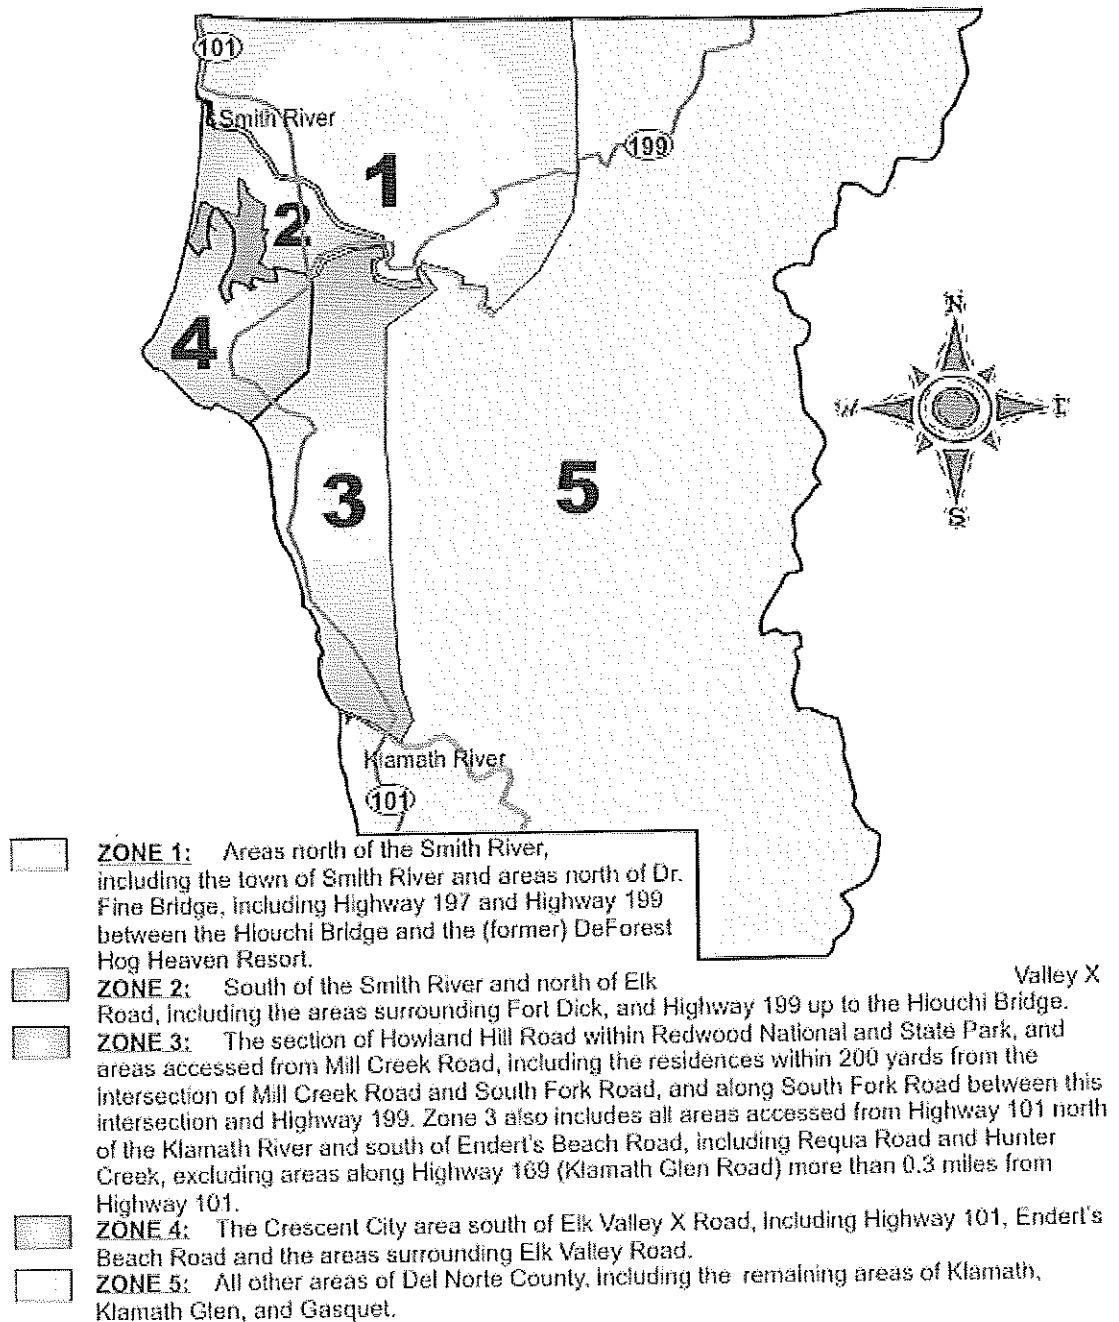 101
Smith River
199
1
2
N
4
W
E
3
5
S
Klamath River
101
ZONE 1: Areas north of the Smith River,
including the town of Smith River and areas north of Dr.
Fine Bridge, including Highway 197 and Highway 199
between the Hiouchi Bridge and the (former) DeForest
Hog Heaven Resort.
ZONE 2: South of the Smith River and north of Elk Valley X
Road, including the areas surrounding Fort Dick, and Highway 199 up to the Hiouchi Bridge.
ZONE 3: The section of Howland Hill Road within Redwood National and State Park, and
areas accessed from Mill Creek Road, including the residences within 200 yards from the
intersection of Mill Creek Road and South Fork Road, and along South Fork Road between this
intersection and Highway 199. Zone 3 also includes all areas accessed from Highway 101 north
of the Klamath River and south of Endert's Beach Road, including Requa Road and Hunter
Creek, excluding areas along Highway 169 (Klamath Glen Road) more than 0.3 miles from
Highway 101.
ZONE 4: The Crescent City area south of Elk Valley X Road, including Highway 101, Endert's
Beach Road and the areas surrounding Elk Valley Road.
ZONE 5: All other areas of Del Norte County, including the remaining areas of Klamath,
Klamath Glen, and Gasquet.